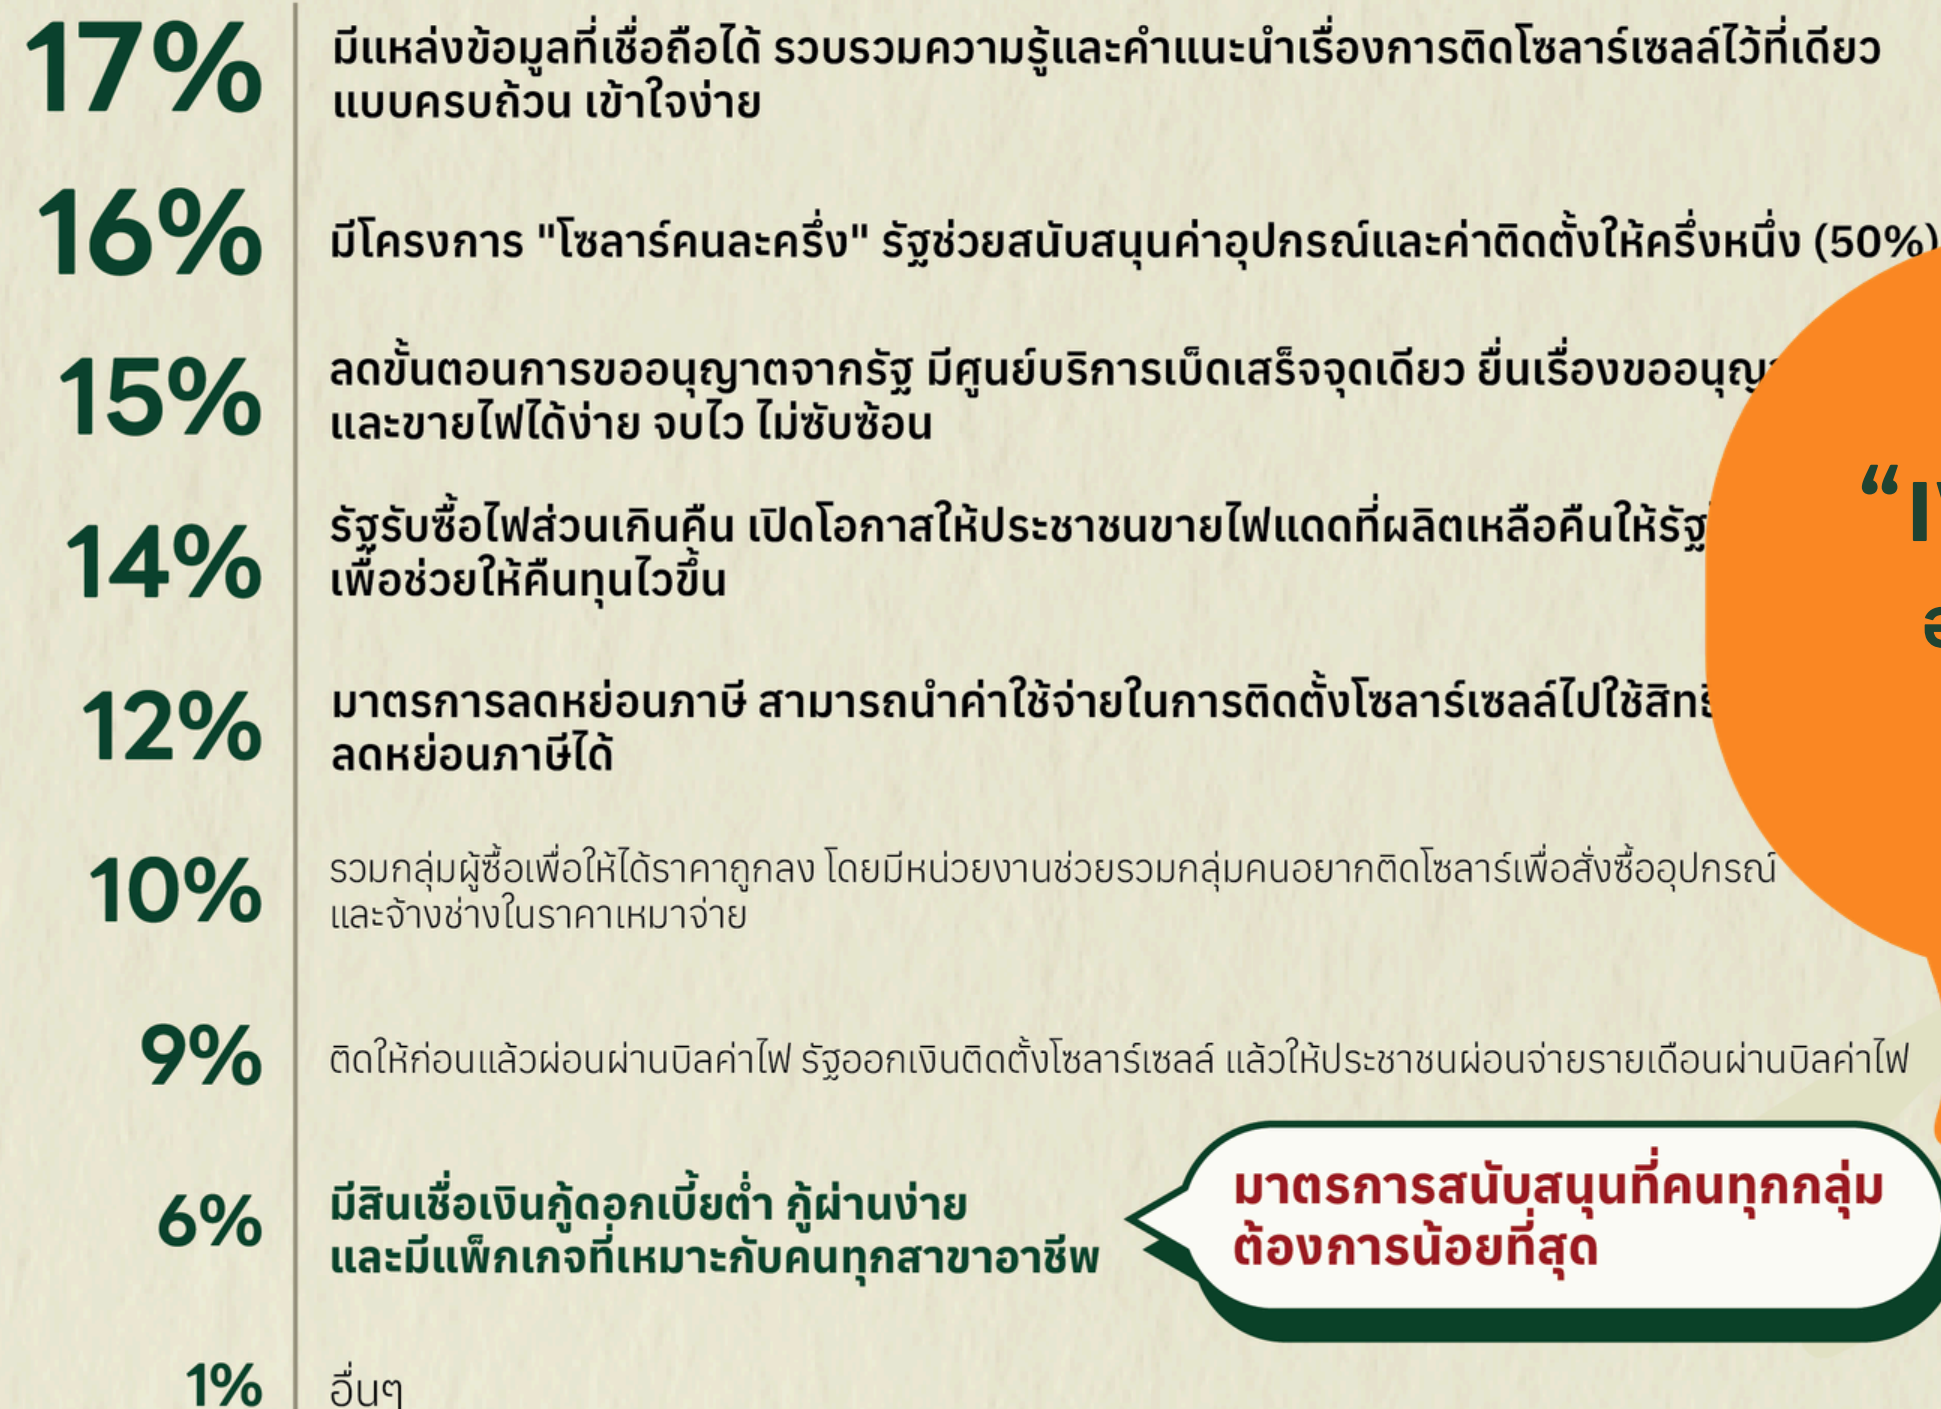 17%
มีแหล่งข้อมูลที่เชื่อถือได้ รวบรวมความรู้และคำแนะนำเรื่องการติดโซลาร์เซลล์ไว้ที่เดียว
แบบครบถ้วน เข้าใจง่าย
16%
มีโครงการ "โซลาร์คนละครึ่ง" รัฐช่วยสนับสนุนค่าอุปกรณ์และค่าติดตั้งให้ครึ่งหนึ่ง (50%)
15%
ลดขั้นตอนการขออนุญาตจากรัฐ มีศูนย์บริการเบ็ดเสร็จจุดเดียว ยื่นเรื่อง
และขายไฟได้ง่าย จบไว ไม่ซับซ้อน
14%
รัฐรับซื้อไฟส่วนเกินคืน เปิดโอกาสให้ประชาชนขายไฟแดดที่ผลิตเหลือคืนให้รัฐ
เพื่อช่วยให้คืนทุนไวขึ้น
12%
มาตรการลดหย่อนภาษี สามารถนำค่าใช้จ่ายในการติดตั้งโซลาร์เซลล์ไปใช้
ลดหย่อนภาษีได้
10%
รวมกลุ่มผู้ซื้อเพื่อให้ได้ราคาถูกลง โดยมีหน่วยงานช่วยรวมกลุ่มคนอยากติดโซลาร์เพื่อสั่งซื้ออุปกรณ์
และจ้างช่างในราคาเหมาจ่าย
9%
ติดให้ก่อนแล้วผ่อนผ่านบิลค่าไฟ รัฐออกเงินติดตั้งโซลาร์เซลล์ แล้วให้ประชาชนผ่อนจ่ายรายเดือนผ่านบิลค่าไฟ
6%
มีสินเชื่อเงินกู้ดอกเบี้ยต่ำ กู้ผ่านง่าย
และมีแพ็กเกจที่เหมาะกับคนทุกสาขาอาชีพ
มาตรการสนับสนุนที่คนทุกกลุ่ม
ต้องการน้อยที่สุด
1%
อื่นๆ